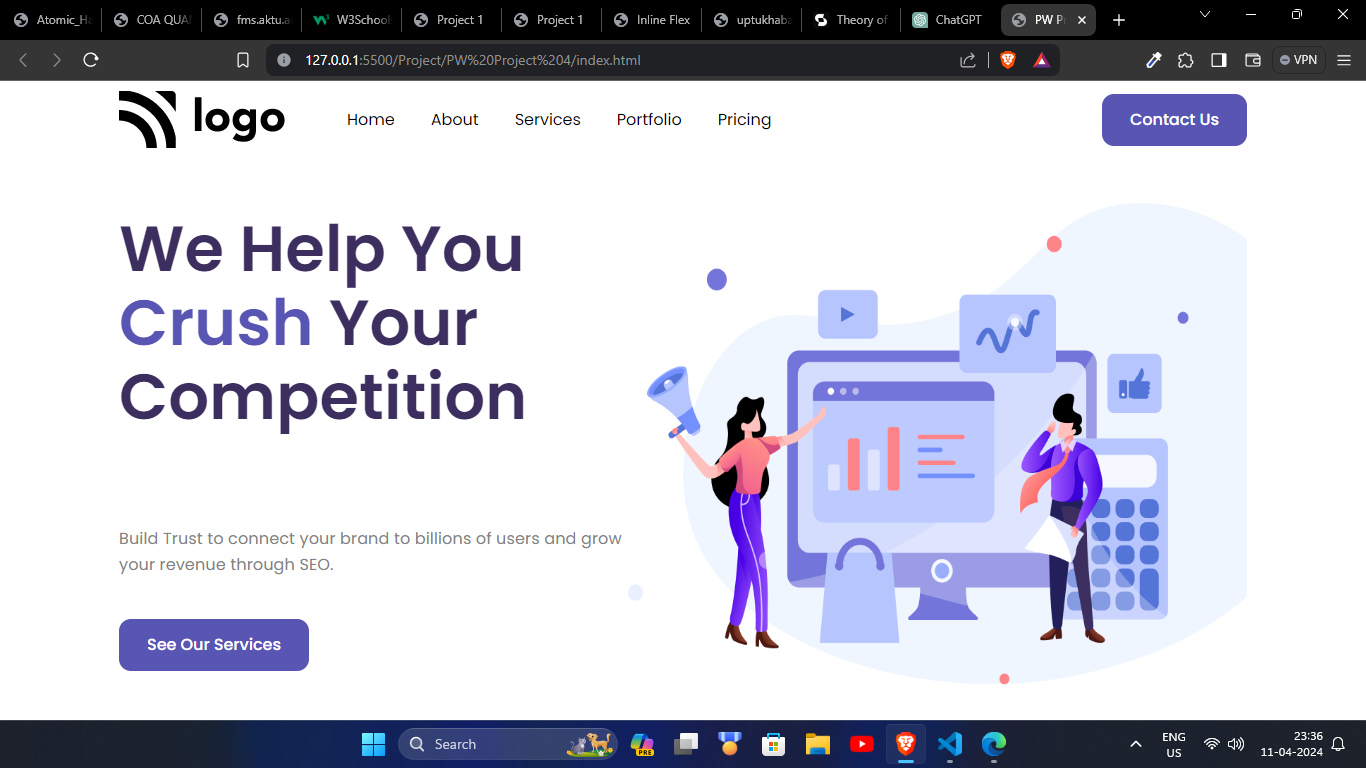 Atomic_Ha
COA QUAN
fms.aktu.a
W3School
Project 1
Project 1
Inline Flex
uptukhaba
Theory of
ChatGPT
PW Pr
127.0.0.1:5500/Project/PW%20Project%204/index.html
VPN
logo
Home
About
Services
Portfolio
Pricing
Contact Us
We Help You
Crush Your
Competition
Build Trust to connect your brand to billions of users and grow
your revenue through SEO.
See Our Services
Search
PRE
ENG
US
23:36
11-04-2024